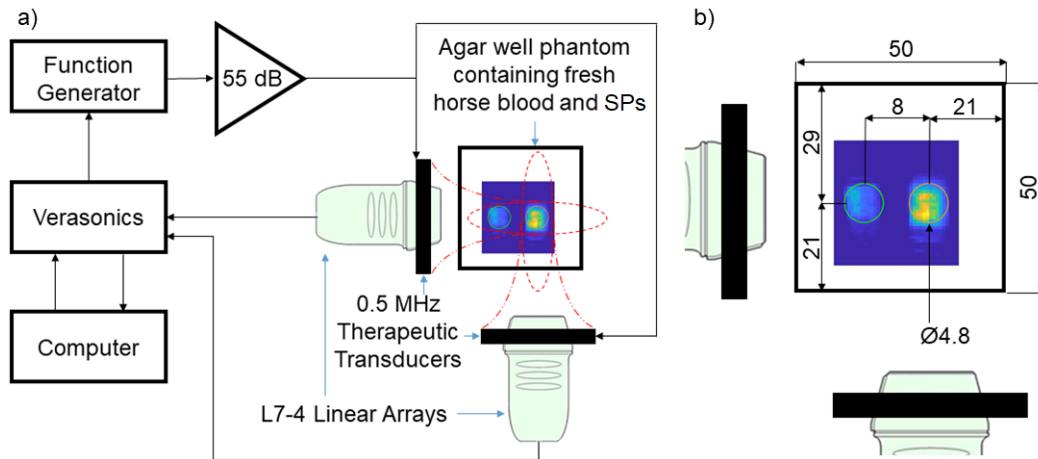 a)
Function
Generator
55 dB
Agar well phantom
containing fresh
horse blood and SPs
Verasonics
Computer
0.5 MHz
Therapeutic
Transducers
L7-4 Linear Arrays
b)
50
8
21
29
50
21
Ø4.8